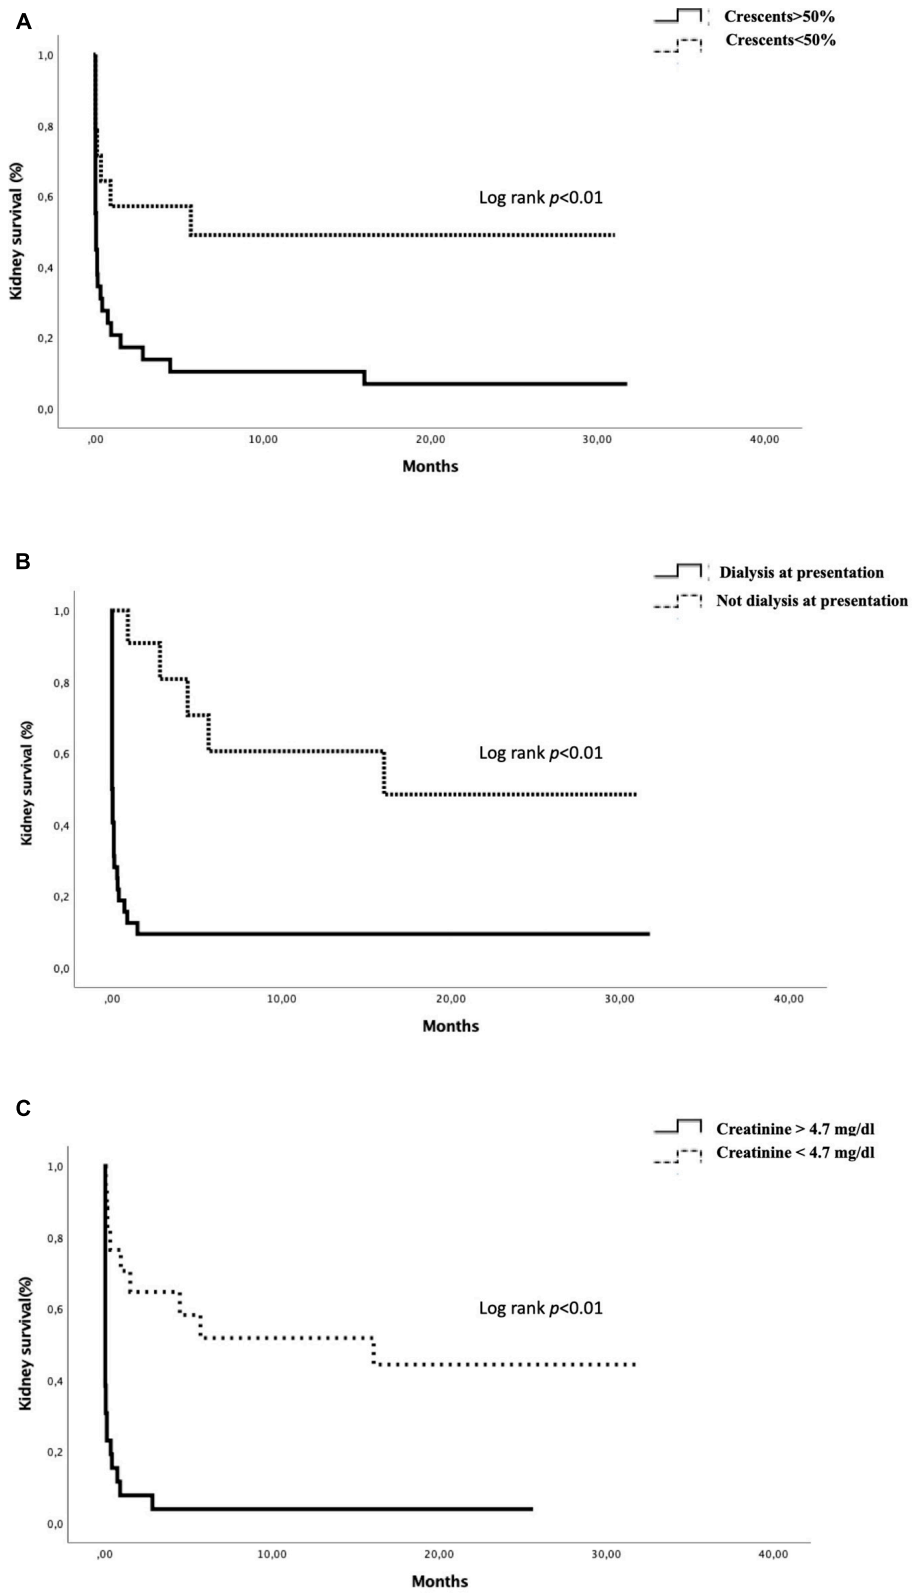 A
Crescents>50%
Crescents<50%
1,0
0,8
0,6
0,4
0,2
0,0
Kidney survival (%)
Log rank p<0.01
,00 10,00 20,00 30,00 40,00
Months
B
Dialysis at presentation
Not dialysis at presentation
1,0
0,8
0,6
0,4
0,2
0,0
Kidney survival (%)
Log rank p<0.01
,00 10,00 20,00 30,00 40,00
Months
C
Creatinine > 4.7 mg/dl
Creatinine < 4.7 mg/dl
1,0
0,8
0,6
0,4
0,2
0,0
Kidney survival(%)
Log rank p<0.01
,00 10,00 20,00 30,00 40,00
Months